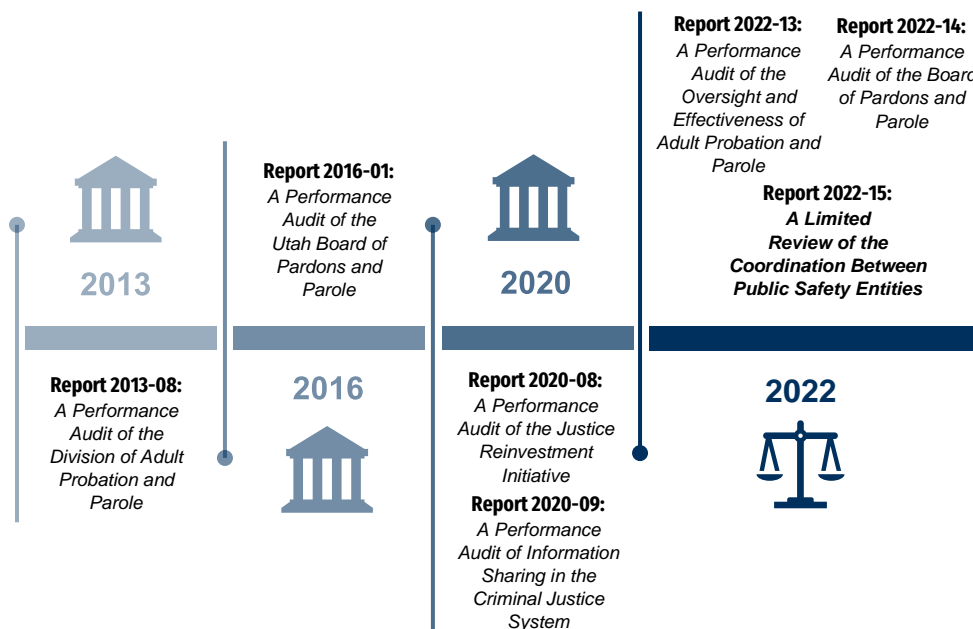 2013
Report 2013-08:
A Performance
Audit of the
Division of Adult
Probation and
Parole
Report 2016-01:
A Performance
Audit of the
Utah Board of
Pardons and
Parole
2016
2020
Report 2020-08:
A Performance
Audit of the Justice
Reinvestment
Initiative
Report 2020-09:
A Performance
Audit of Information
Sharing in the
Criminal Justice
System
Report 2022-13:
A Performance
Audit of the
Oversight and
Effectiveness of
Adult Probation and
Parole
Report 2022-14:
A Performance
Audit of the Board
of Pardons and
Parole
Report 2022-15:
A Limited
Review of the
Coordination Between
Public Safety Entities
2022